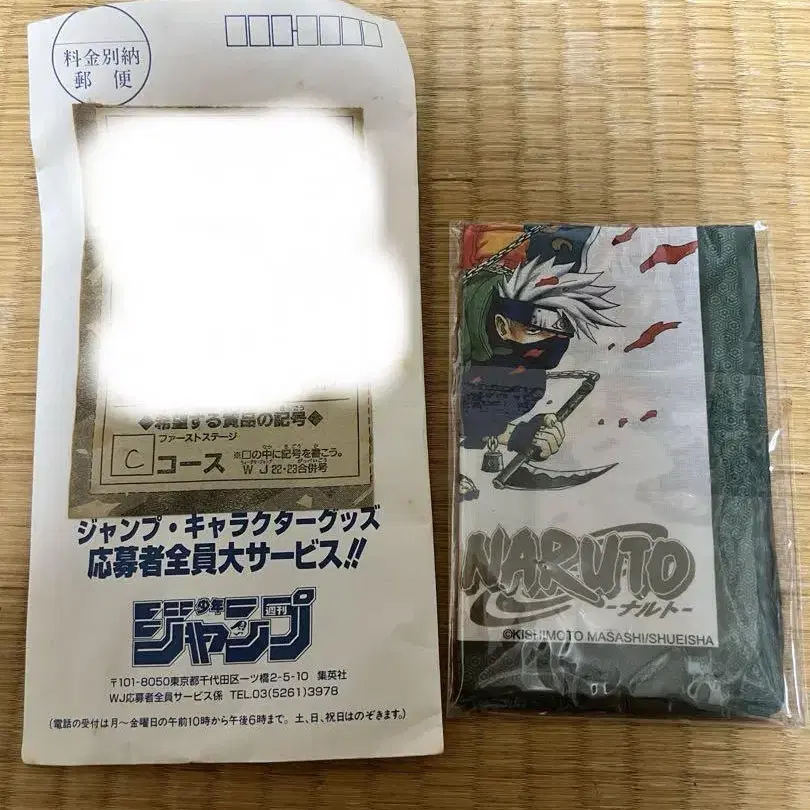 料金別納
郵便
◆希望する賞品の記号◆
ファーストステージ
C コース
※□の中に記号を書こう。
WJ22・23合併号
ジャンプ・キャラクターグッズ
応募者全員大サービス!!
週刊
少年
ジャンプ
〒101-8050東京都千代田区一ツ橋2-5-10 集英社
WJ応募者全員サービス係 TEL.03(5261)3978
(電話の受付は月〜金曜日の午前10時から午後6時まで。土、日、祝日はのぞきます。)
NARUTO
-ナルト-
©KISHIMOTO MASASHI/SHUEISHA